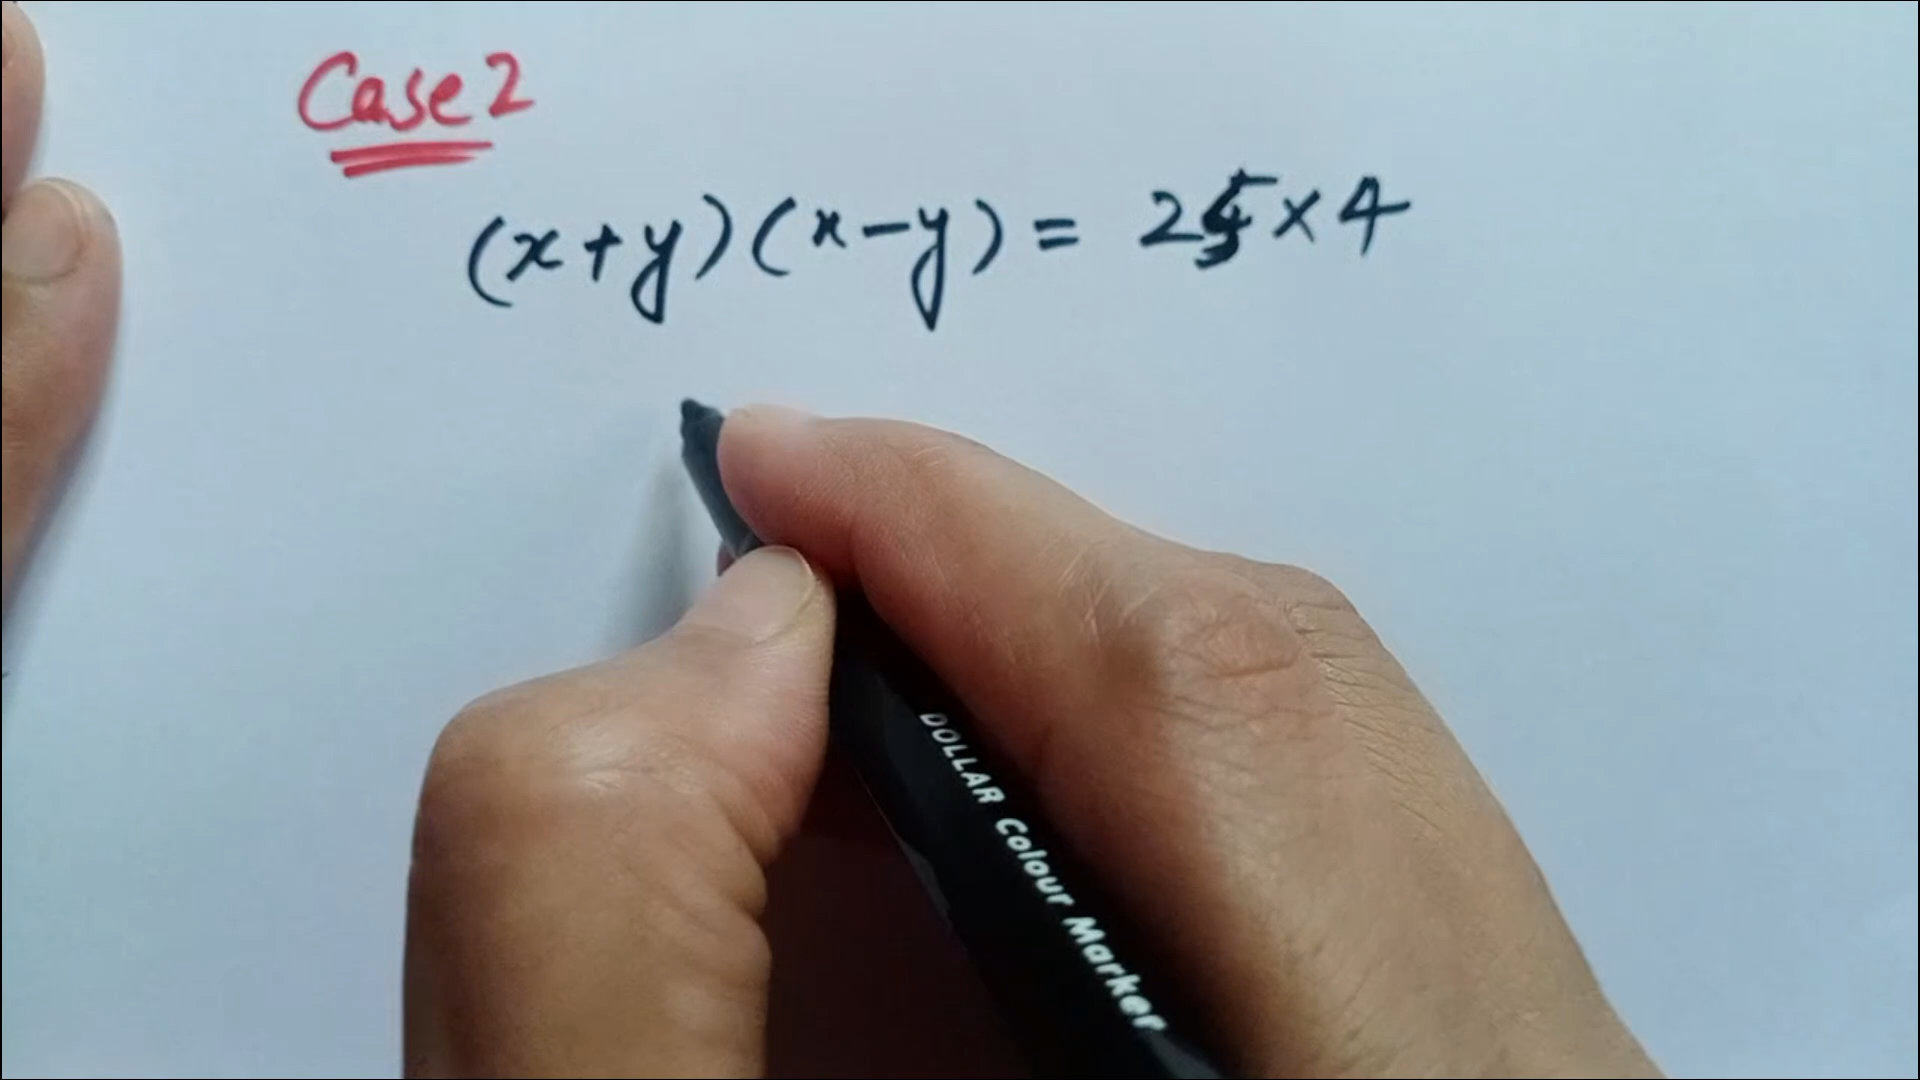 Case 2
(x+y)(x-y) = 25×4
DOLLAR Colour Marker